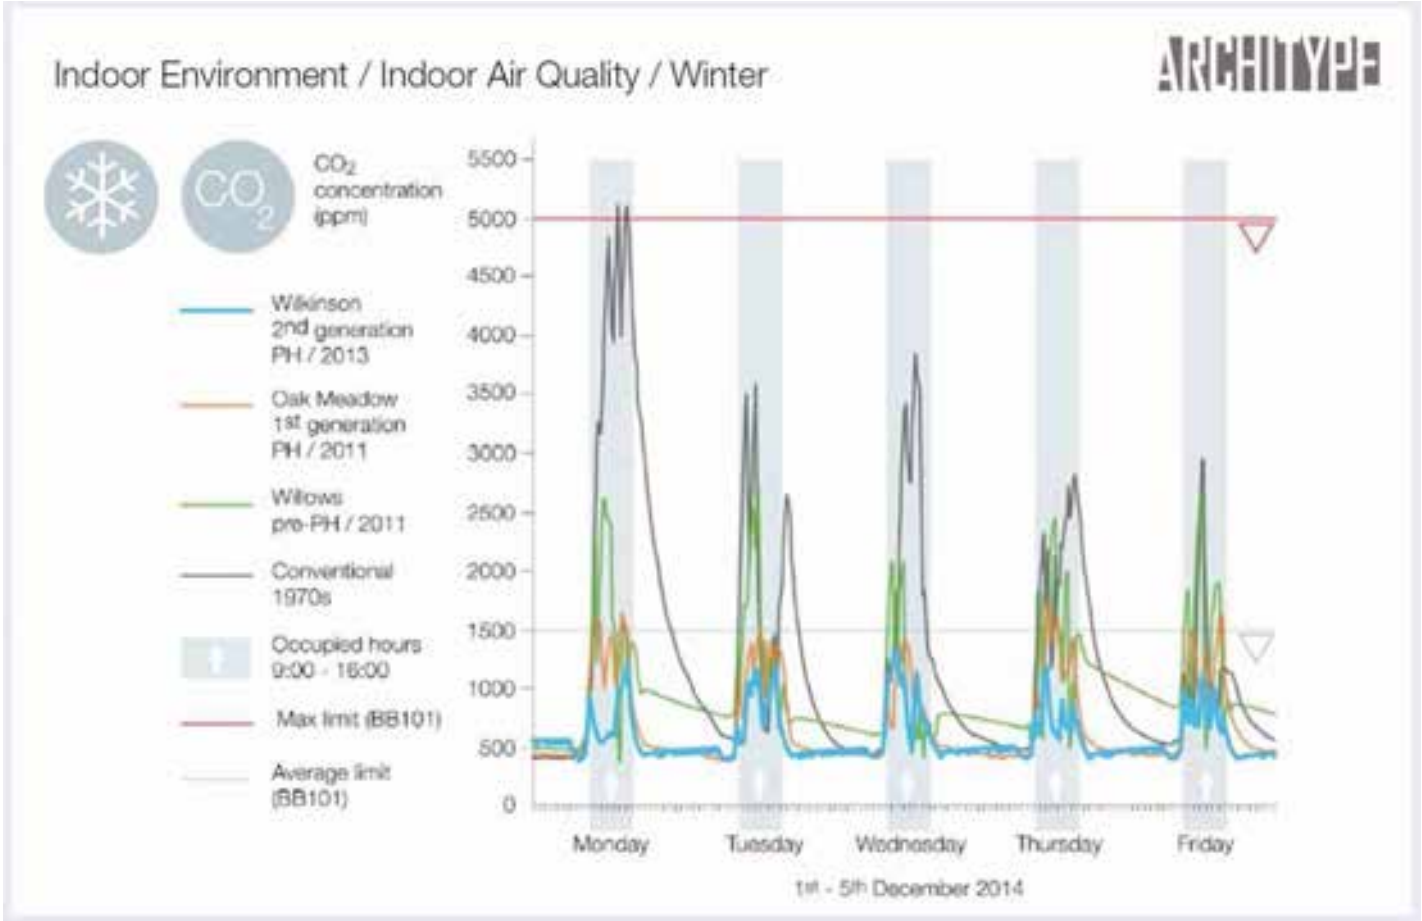 Indoor Environment / Indoor Air Quality / Winter
ARCHITYPE
CO2
CO2
concentration
(ppm)
Wilkinson
2nd generation
PH / 2013
Oak Meadow
1st generation
PH / 2011
Willows
pre-PH / 2011
Conventional
1970s
Occupied hours
9:00 - 16:00
Max limit (BB101)
Average limit
(BB101)
5500
5000
4500
4000
3500
3000
2500
2000
1500
1000
500
0
Monday
Tuesday
Wednesday
Thursday
Friday
1st - 5th December 2014